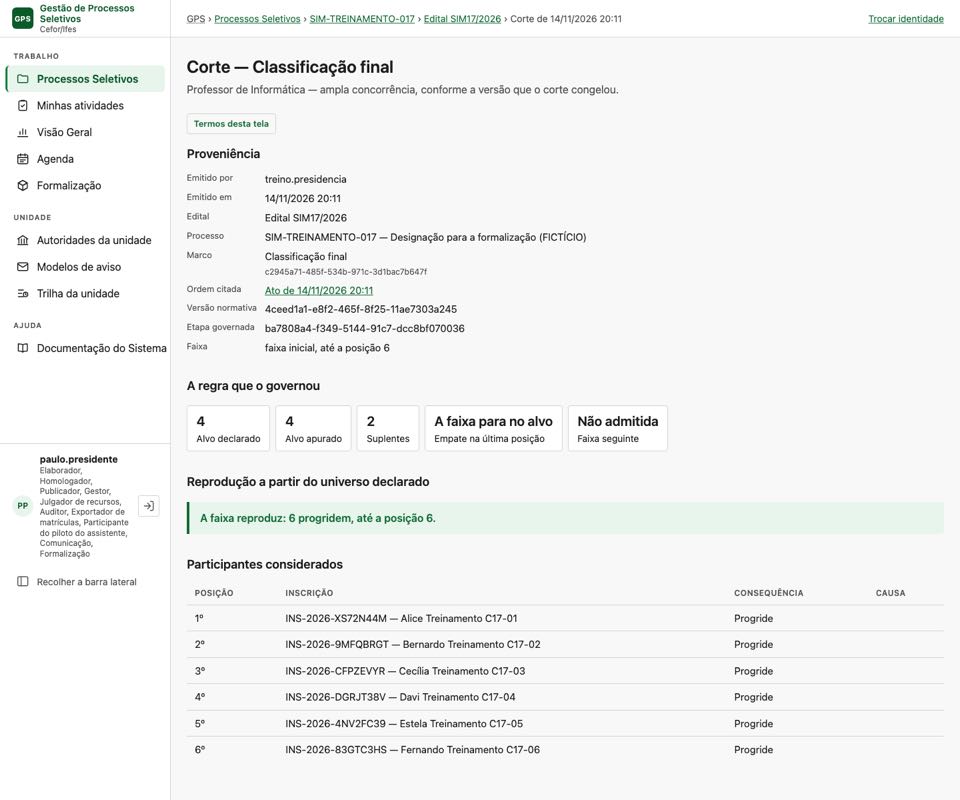 GPS
Gestão de Processos
Seletivos
Cefor/Ifes
GPS › Processos Seletivos › SIM-TREINAMENTO-017 › Edital SIM17/2026 › Corte de 14/11/2026 20:11
Trocar identidade
TRABALHO
Processos Seletivos
Minhas atividades
Visão Geral
Agenda
Formalização
UNIDADE
Autoridades da unidade
Modelos de aviso
Trilha da unidade
AJUDA
Documentação do Sistema
PP
paulo.presidente
Elaborador,
Homologador,
Publicador, Gestor,
Julgador de recursos,
Auditor, Exportador de
matrículas, Participante
do piloto do assistente,
Comunicação,
Formalização
Recolher a barra lateral
Corte — Classificação final
Professor de Informática — ampla concorrência, conforme a versão que o corte congelou.
Termos desta tela
Proveniência
Emitido por treino.presidencia
Emitido em 14/11/2026 20:11
Edital Edital SIM17/2026
Processo SIM-TREINAMENTO-017 — Designação para a formalização (FICTÍCIO)
Marco Classificação final
c2945a71-485f-534b-971c-3d1bac7b647f
Ordem citada Ato de 14/11/2026 20:11
Versão normativa 4ceed1a1-e8f2-465f-8f25-11ae7303a245
Etapa governada ba7808a4-f349-5144-91c7-dcc8bf070036
Faixa faixa inicial, até a posição 6
A regra que o governou
4
Alvo declarado
4
Alvo apurado
2
Suplentes
A faixa para no alvo
Empate na última posição
Não admitida
Faixa seguinte
Reprodução a partir do universo declarado
A faixa reproduz: 6 progridem, até a posição 6.
Participantes considerados
POSIÇÃO INSCRIÇÃO CONSEQUÊNCIA CAUSA
1º INS-2026-XS72N44M — Alice Treinamento C17-01 Progride
2º INS-2026-9MFQBRGT — Bernardo Treinamento C17-02 Progride
3º INS-2026-CFPZEVYR — Cecília Treinamento C17-03 Progride
4º INS-2026-DGRJT38V — Davi Treinamento C17-04 Progride
5º INS-2026-4NV2FC39 — Estela Treinamento C17-05 Progride
6º INS-2026-83GTC3HS — Fernando Treinamento C17-06 Progride